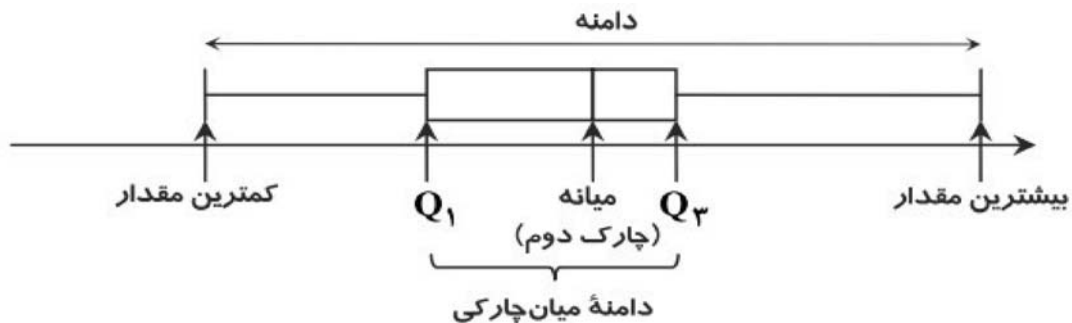 دامنه
کمترین مقدار
Q۱
میانه
(چارک دوم)
Q۳
بیشترین مقدار
دامنهٔ میان‌چارکی